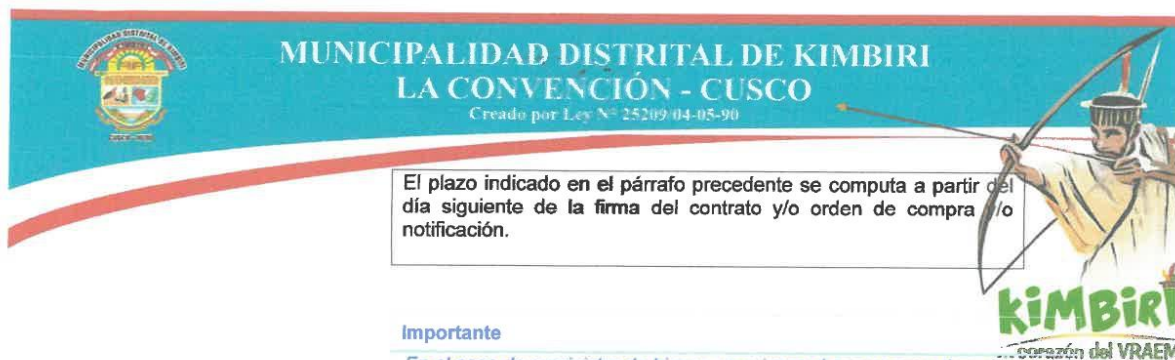 MUNICIPALIDAD DISTRITAL DE KIMBIRI
LA CONVENCIÓN - CUSCO
Creado por Ley Nº 25209/04-05-90
El plazo indicado en el párrafo precedente se computa a partir del
día siguiente de la firma del contrato y/o orden de compra y/o
notificación.
KiMBiRI
corazón del VRAEM
Importante